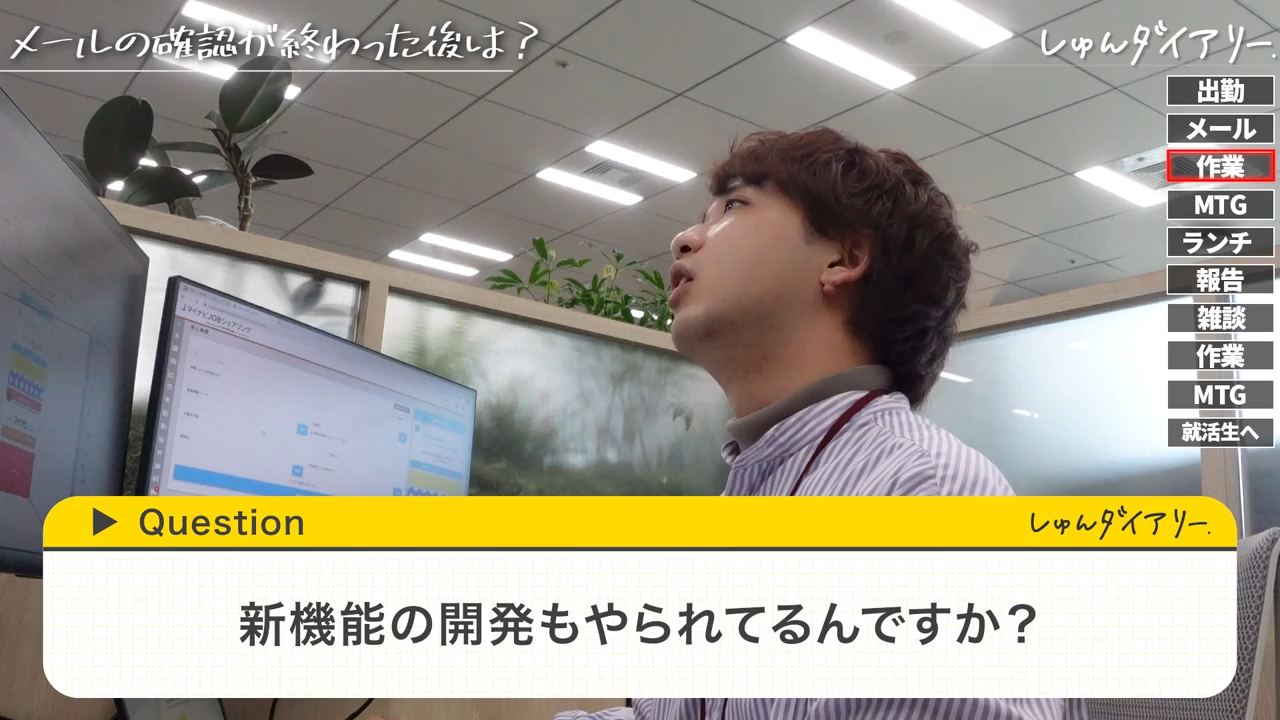 メールの確認が終わった後は？
しゅんダイアリー.
出勤
メール
作業
MTG
ランチ
報告
雑談
作業
MTG
就活生へ
マイナビJOBシェアリング
▶ Question
しゅんダイアリー.
新機能の開発もやられてるんですか？